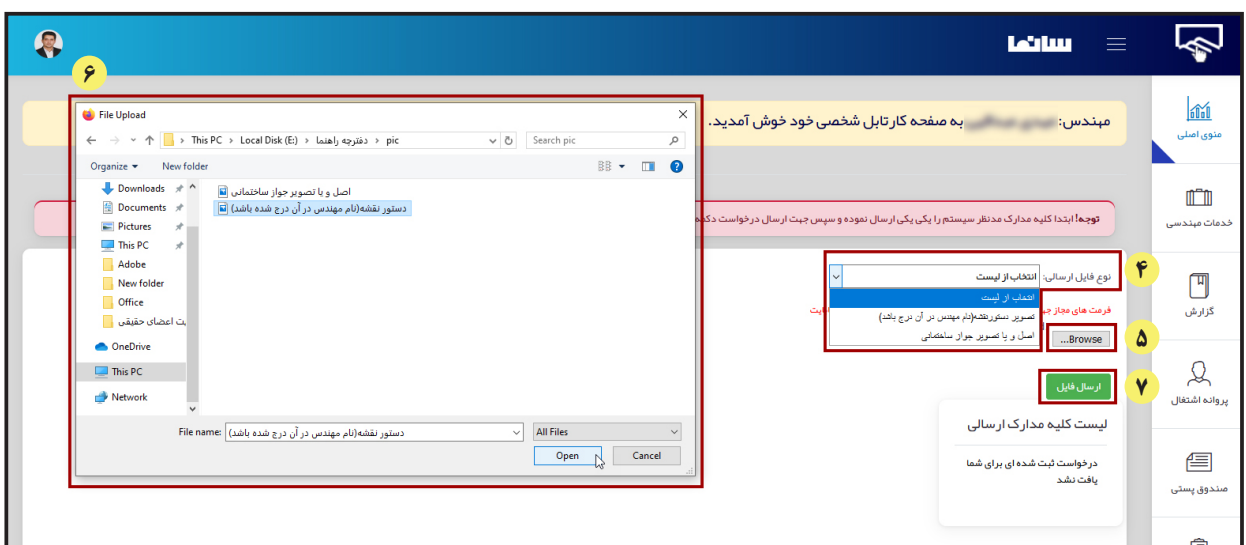 ساتما
۶
منوی اصلی
خدمات مهندسی
گزارش
پروانه اشتغال
صندوق پستی
مهندس:
به صفحه کارتابل شخصی خود خوش آمدید.
توجه! ابتدا کلیه مدارک مدنظر سیستم را یکی یکی ارسال نموده و سپس جهت ارسال درخواست دکمه
۴
نوع فایل ارسالی: انتخاب از لیست
انتخاب از لیست
تصویر دستورنقشه(نام مهندس در آن درج باشد)
اصل و یا تصویر جواز ساختمانی
فرمت های مجاز
۵
Browse...
۷
ارسال فایل
لیست کلیه مدارک ارسالی
درخواست ثبت شده ای برای شما
یافت نشد
File Upload
This PC > Local Disk (E:) > دفترچه راهنما > pic
Search pic
Organize
New folder
Downloads
Documents
Pictures
This PC
Adobe
New folder
Office
یت اعضای حقیقی
OneDrive
This PC
Network
اصل و یا تصویر جواز ساختمانی
دستور نقشه(نام مهندس در آن درج شده باشد)
File name: دستور نقشه(نام مهندس در آن درج شده باشد)
All Files
Open
Cancel